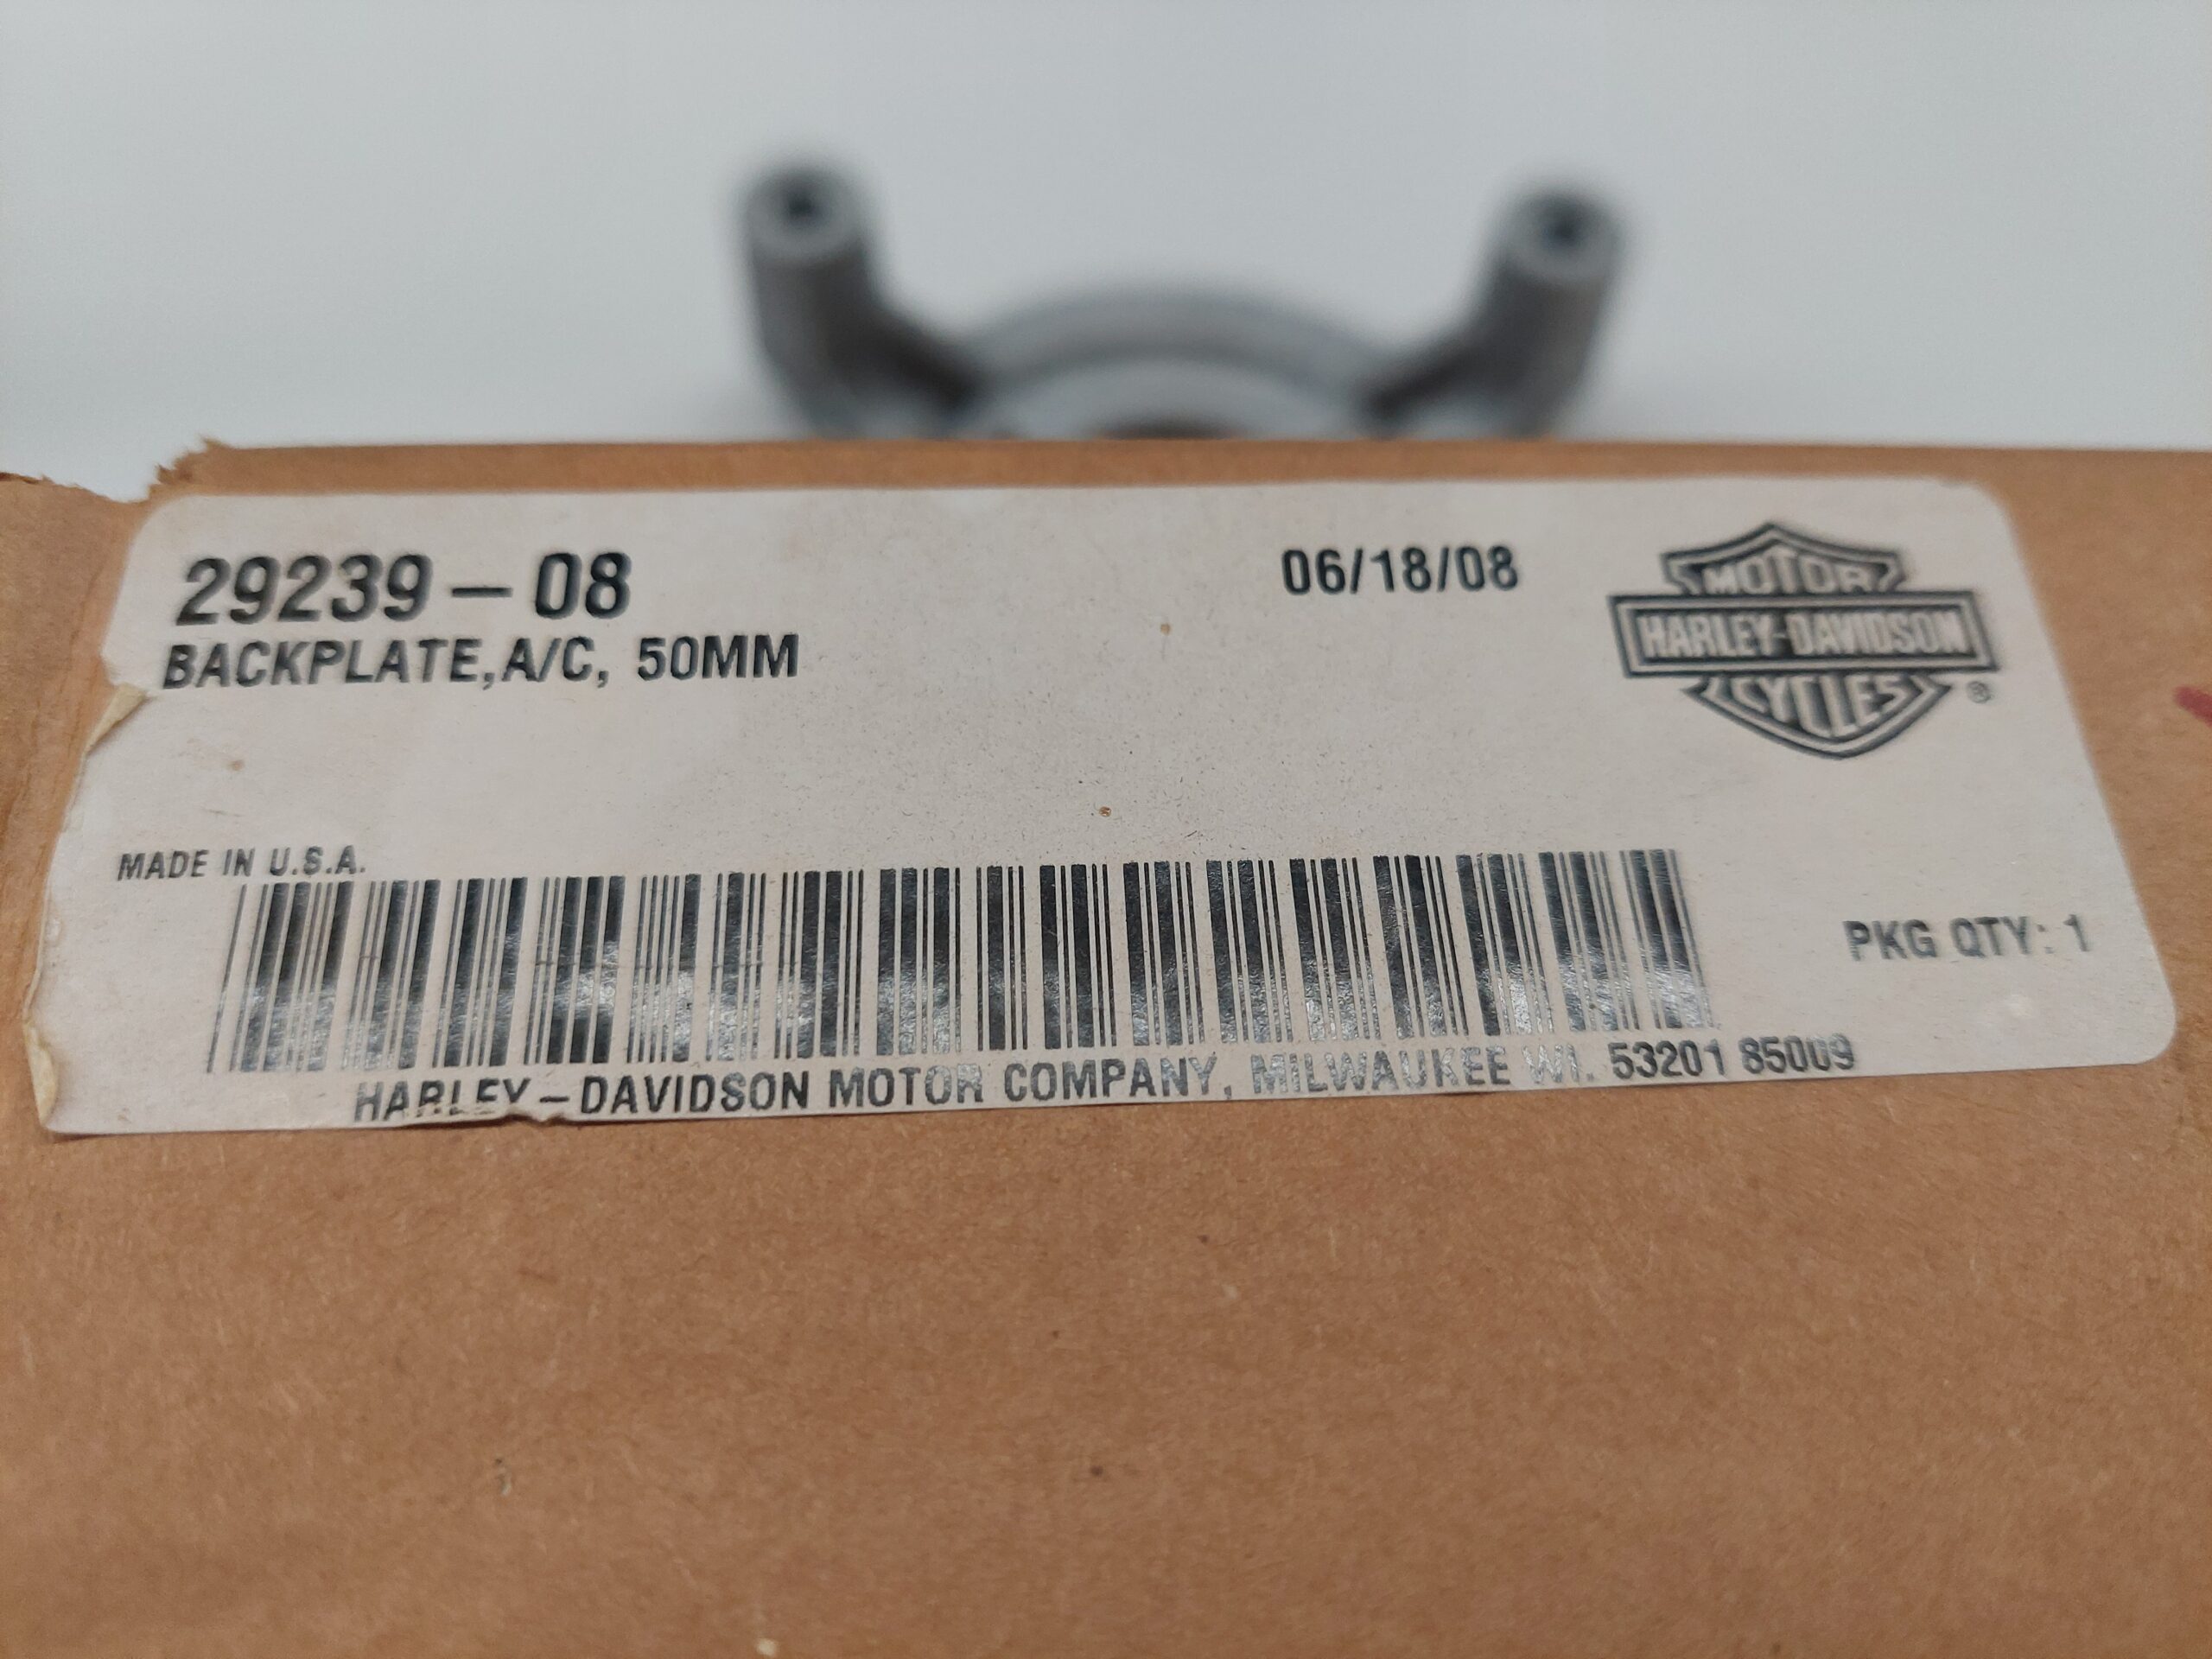 29239-08
06/18/08
BACKPLATE,A/C, 50MM
MOTOR
HARLEY-DAVIDSON
CYCLES
®
MADE IN U.S.A.
PKG QTY: 1
HARLEY-DAVIDSON MOTOR COMPANY, MILWAUKEE WI. 53201 85009